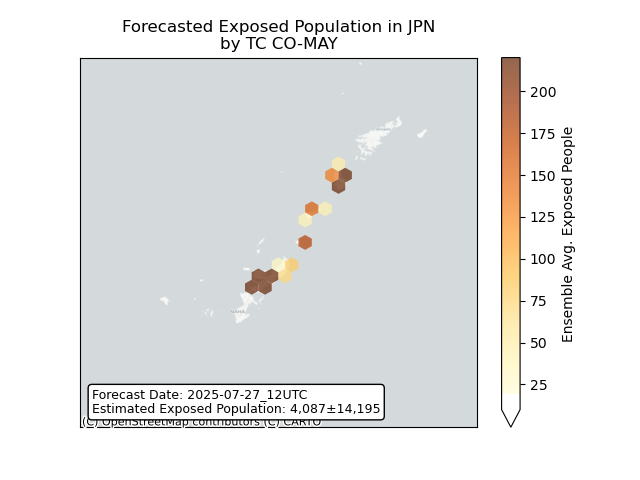 Forecasted Exposed Population in JPN
by TC CO-MAY
200
175
150
125
100
75
50
25
Ensemble Avg. Exposed People
NAHA
Forecast Date: 2025-07-27_12UTC
Estimated Exposed Population: 4,087±14,195
(C) OpenStreetMap contributors (C) CARTO